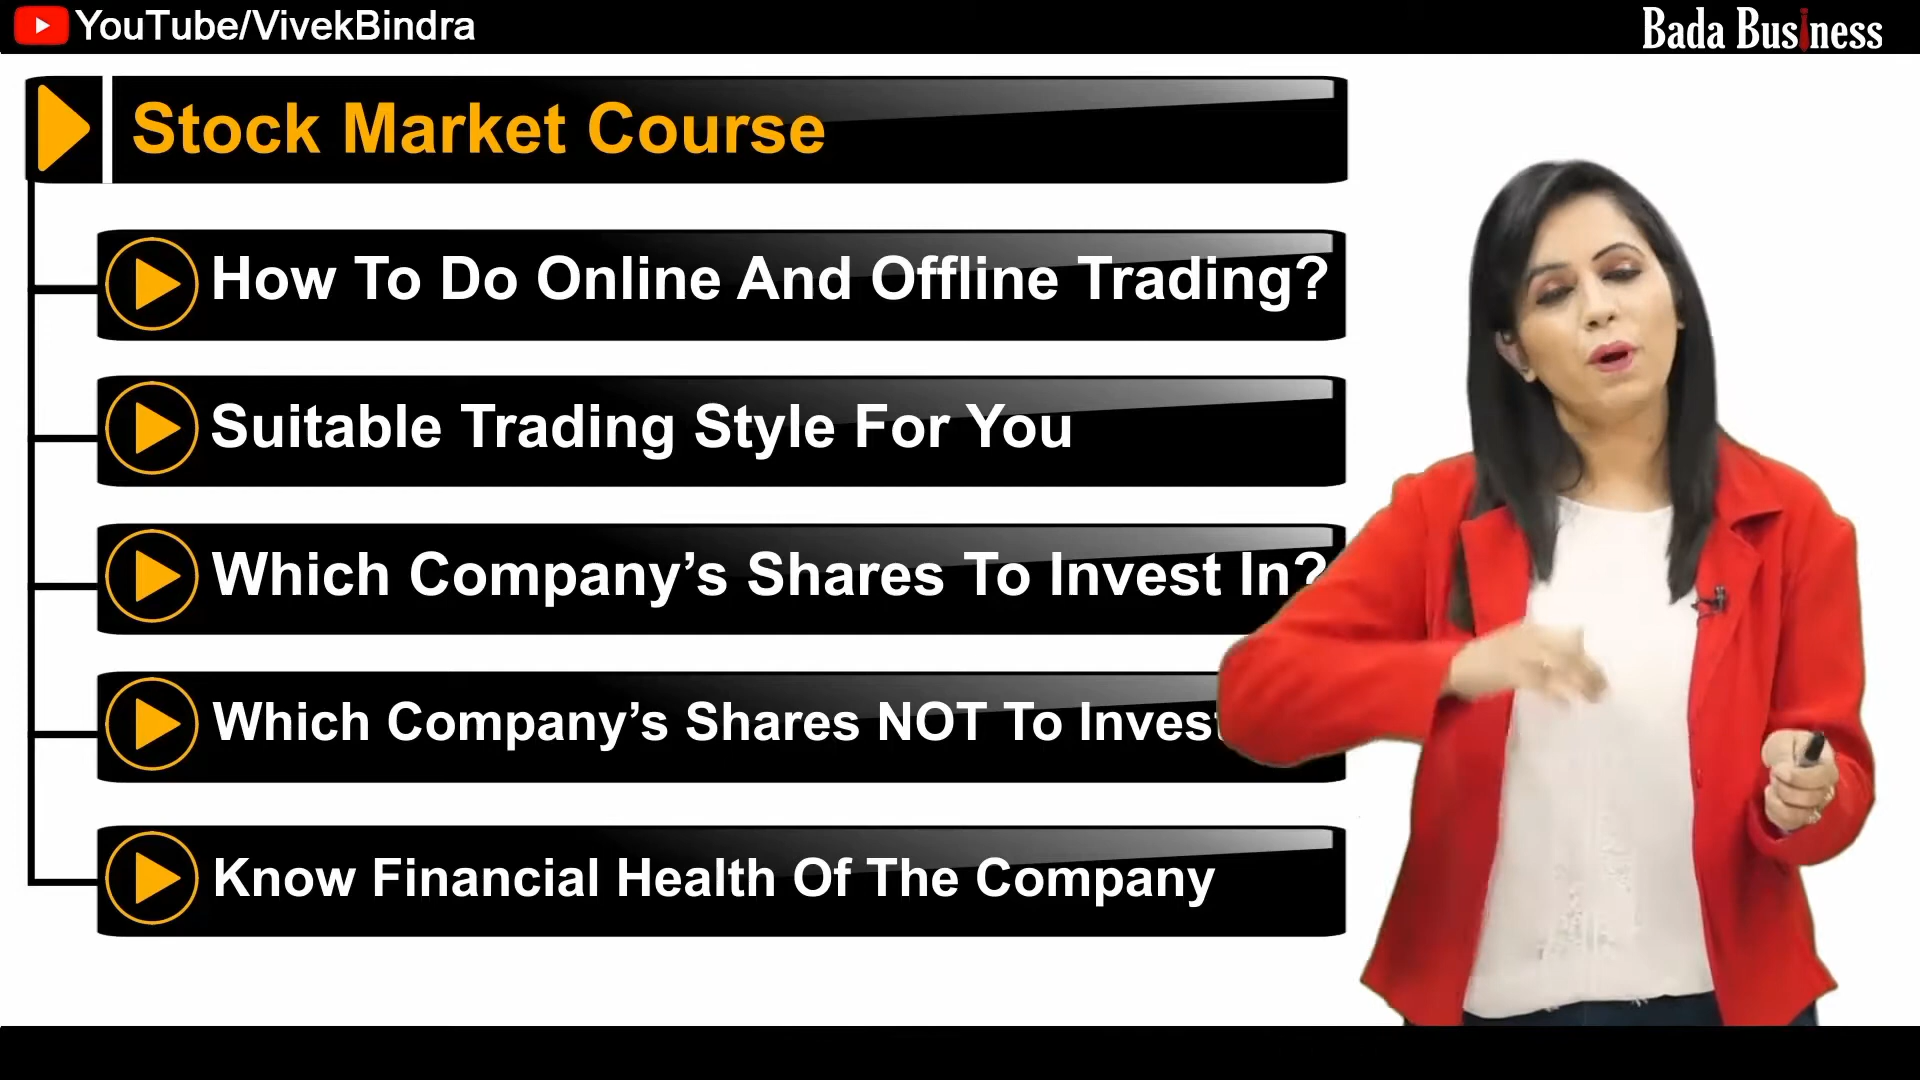 YouTube/VivekBindra
Bada Business
Stock Market Course
How To Do Online And Offline Trading?
Suitable Trading Style For You
Which Company’s Shares To Invest In?
Which Company’s Shares NOT To Invest
Know Financial Health Of The Company